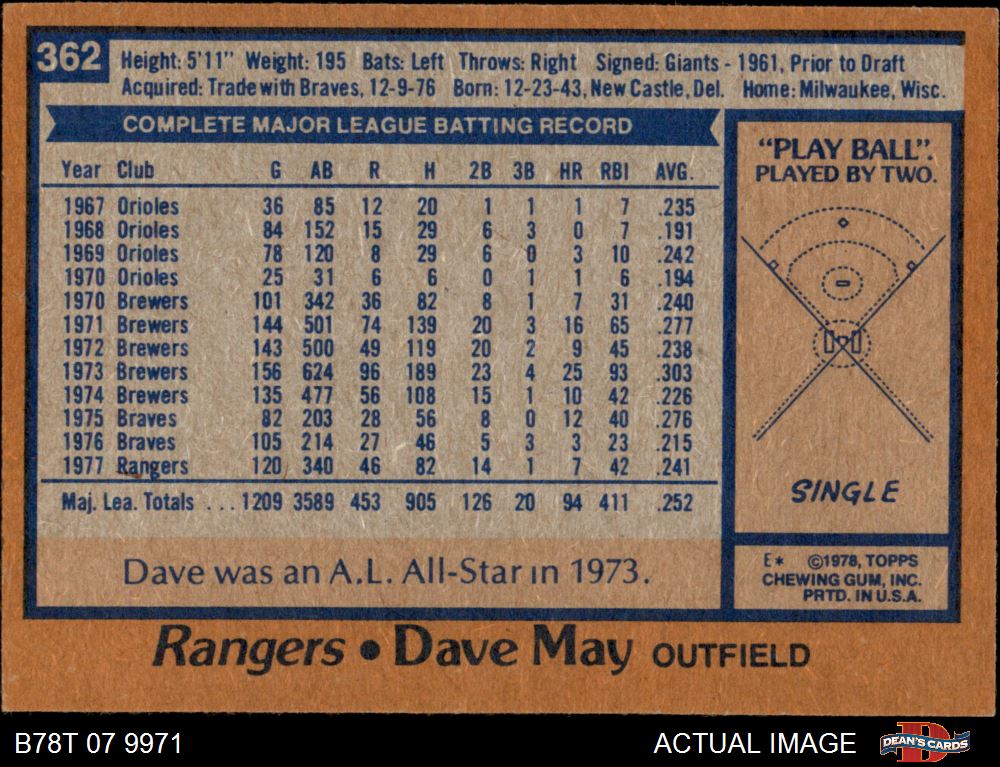 362
Height: 5'11" Weight: 195 Bats: Left Throws: Right Signed: Giants - 1961, Prior to Draft
Acquired: Trade with Braves, 12-9-76 Born: 12-23-43, New Castle, Del. Home: Milwaukee, Wisc.
COMPLETE MAJOR LEAGUE BATTING RECORD
Year Club G AB R H 2B 3B HR RBI AVG.
1967 Orioles 36 85 12 20 1 1 1 7 .235
1968 Orioles 84 152 15 29 6 3 0 7 .191
1969 Orioles 78 120 8 29 6 0 3 10 .242
1970 Orioles 25 31 6 6 0 1 1 6 .194
1970 Brewers 101 342 36 82 8 1 7 31 .240
1971 Brewers 144 501 74 139 20 3 16 65 .277
1972 Brewers 143 500 49 119 20 2 9 45 .238
1973 Brewers 156 624 96 189 23 4 25 93 .303
1974 Brewers 135 477 56 108 15 1 10 42 .226
1975 Braves 82 203 28 56 8 0 12 40 .276
1976 Braves 105 214 27 46 5 3 3 23 .215
1977 Rangers 120 340 46 82 14 1 7 42 .241
Maj. Lea. Totals ... 1209 3589 453 905 126 20 94 411 .252
Dave was an A.L. All-Star in 1973.
"PLAY BALL".
PLAYED BY TWO.
SINGLE
E* ©1978, TOPPS
CHEWING GUM, INC.
PRTD. IN U.S.A.
Rangers • Dave May OUTFIELD
B78T 07 9971
ACTUAL IMAGE
DEAN'S CARDS